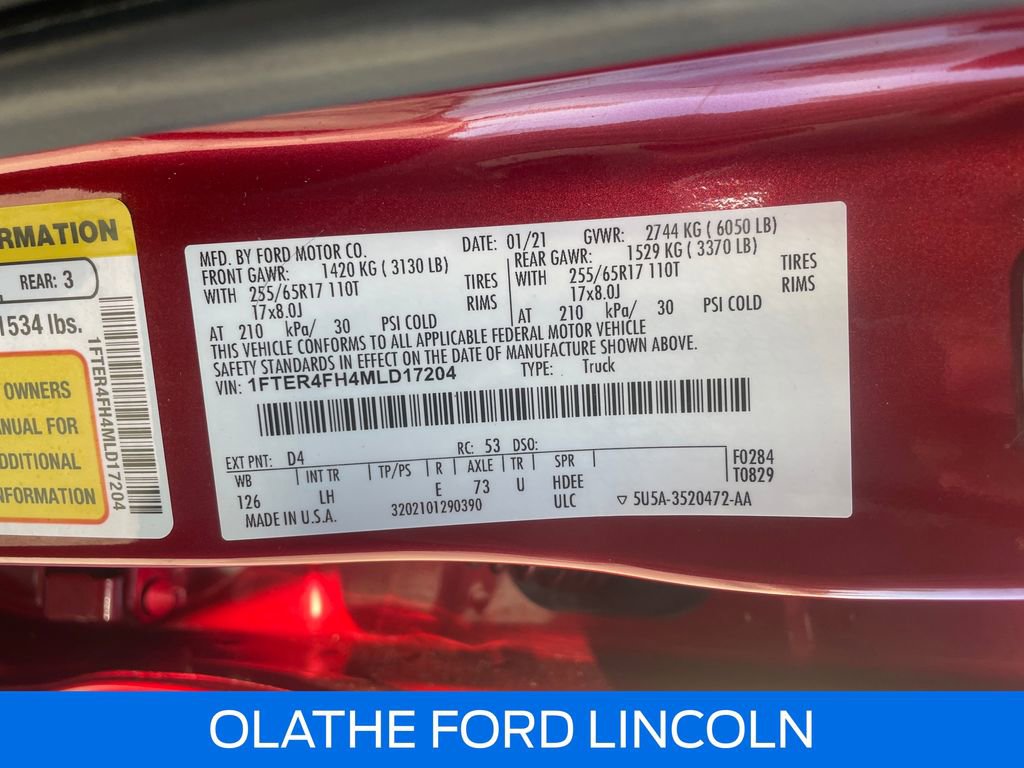 RMATION
REAR: 3
1534 lbs.
OWNERS
NUAL FOR
DDITIONAL
NFORMATION
1FTER4FH4MLD17204
MFD. BY FORD MOTOR CO. DATE: 01/21 GVWR: 2744 KG ( 6050 LB)
FRONT GAWR: 1420 KG ( 3130 LB) REAR GAWR: 1529 KG ( 3370 LB)
WITH 255/65R17 110T TIRES WITH 255/65R17 110T TIRES
17x8.0J RIMS 17x8.0J RIMS
AT 210 kPa/ 30 PSI COLD AT 210 kPa/ 30 PSI COLD
THIS VEHICLE CONFORMS TO ALL APPLICABLE FEDERAL MOTOR VEHICLE
SAFETY STANDARDS IN EFFECT ON THE DATE OF MANUFACTURE SHOWN ABOVE.
VIN: 1FTER4FH4MLD17204 TYPE: Truck
EXT PNT: D4 RC: 53 DSO: F0284
WB INT TR TP/PS R AXLE TR SPR T0829
126 LH E 73 U HDEE
MADE IN U.S.A. 3202101290390 ULC ▽ 5U5A-3520472-AA
OLATHE FORD LINCOLN